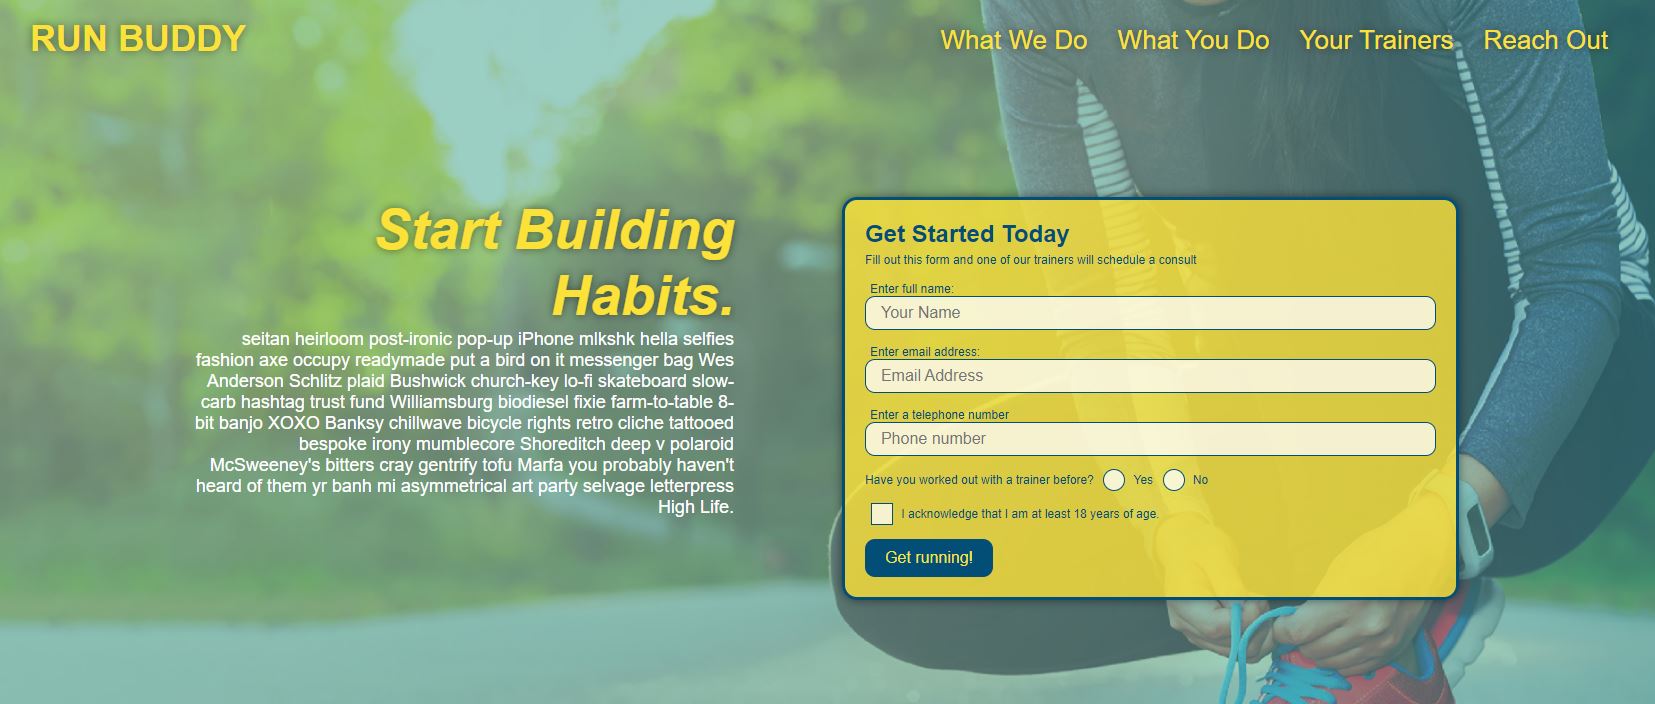 RUN BUDDY
What We Do What You Do Your Trainers Reach Out
Start Building
Habits.
seitan heirloom post-ironic pop-up iPhone mlkshk hella selfies
fashion axe occupy readymade put a bird on it messenger bag Wes
Anderson Schlitz plaid Bushwick church-key lo-fi skateboard slow-
carb hashtag trust fund Williamsburg biodiesel fixie farm-to-table 8-
bit banjo XOXO Banksy chillwave bicycle rights retro cliche tattooed
bespoke irony mumblecore Shoreditch deep v polaroid
McSweeney's bitters cray gentrify tofu Marfa you probably haven't
heard of them yr banh mi asymmetrical art party selvage letterpress
High Life.
Get Started Today
Fill out this form and one of our trainers will schedule a consult
Enter full name:
Your Name
Enter email address:
Email Address
Enter a telephone number
Phone number
Have you worked out with a trainer before? Yes No
I acknowledge that I am at least 18 years of age.
Get running!